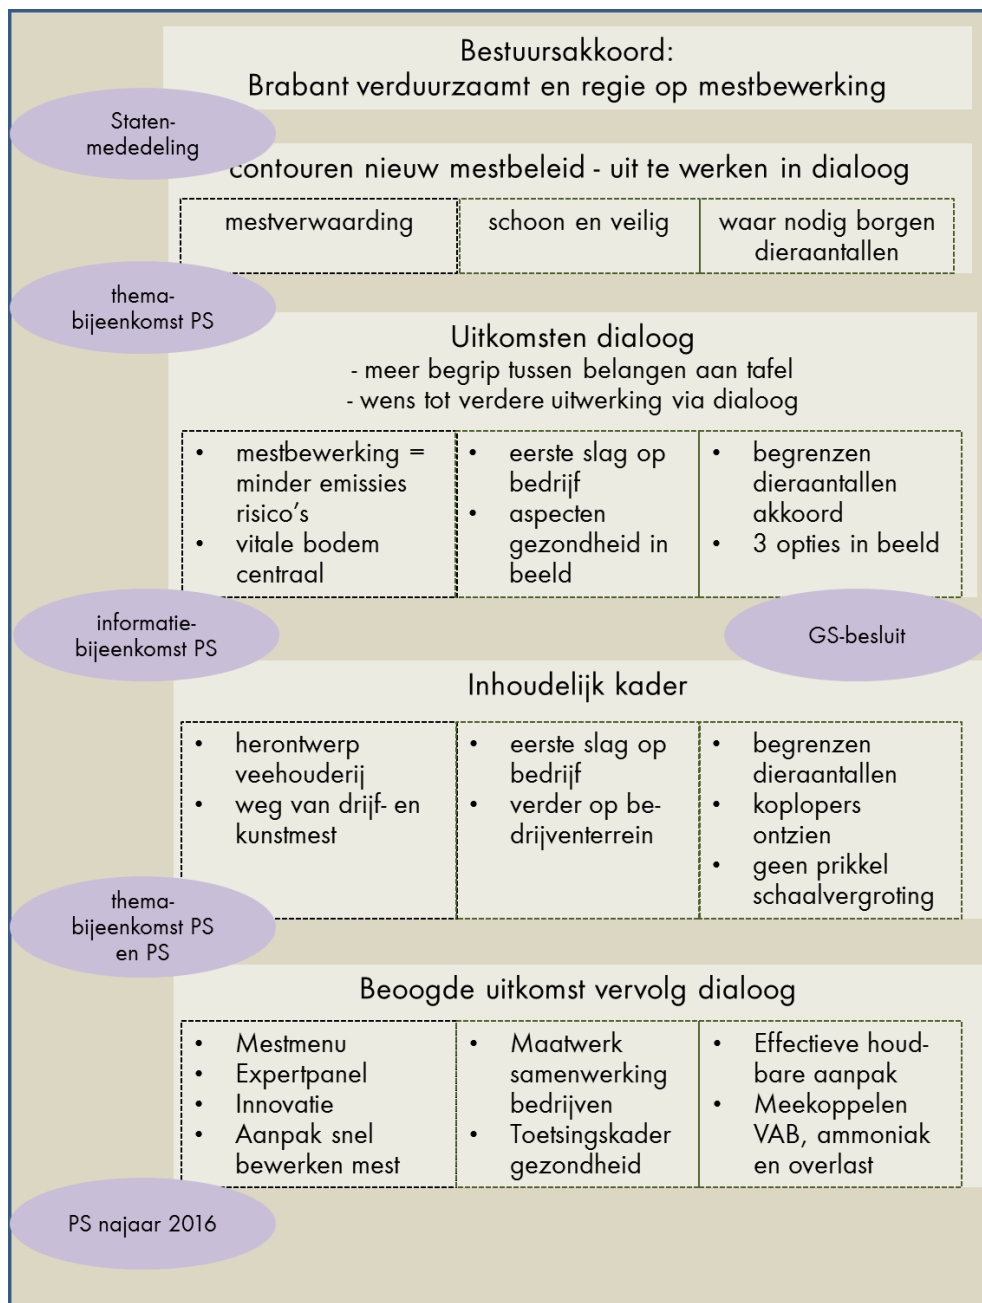 Bestuursakkoord:
Brabant verduurzaamt en regie op mestbewerking
Staten-
mededeling
contouren nieuw mestbeleid - uit te werken in dialoog
mestverwaarding
schoon en veilig
waar nodig borgen
dieraantallen
thema-
bijeenkomst PS
Uitkomsten dialoog
- meer begrip tussen belangen aan tafel
- wens tot verdere uitwerking via dialoog
• mestbewerking =
minder emissies
risico's
• vitale bodem
centraal
• eerste slag op
bedrijf
• aspecten
gezondheid in
beeld
• begrenzen
dieraantallen
akkoord
• 3 opties in beeld
informatie-
bijeenkomst PS
GS-besluit
Inhoudelijk kader
• herontwerp
veehouderij
• weg van drijf- en
kunstmest
• eerste slag op
bedrijf
• verder op be-
drijventerrein
• begrenzen
dieraantallen
• koplopers
ontzien
• geen prikkel
schaalvergroting
thema-
bijeenkomst PS
en PS
Beoogde uitkomst vervolg dialoog
• Mestmenu
• Expertpanel
• Innovatie
• Aanpak snel
bewerken mest
• Maatwerk
samenwerking
bedrijven
• Toetsingskader
gezondheid
• Effectieve houd-
bare aanpak
• Meekoppelen
VAB, ammoniak
en overlast
PS najaar 2016